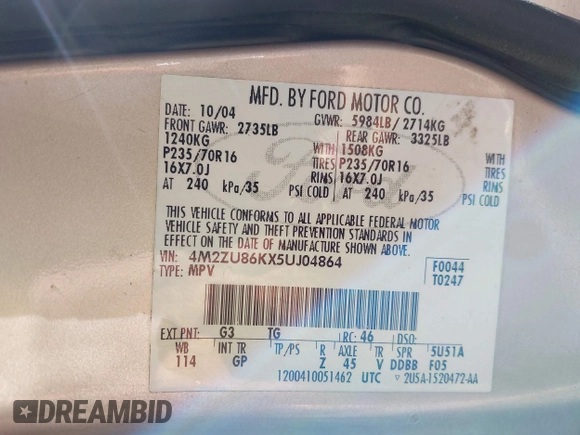 MFD. BY FORD MOTOR CO.
DATE: 10/04 GVWR: 5984LB/ 2714KG
FRONT GAWR: 2735LB REAR GAWR: 3325LB
1240KG WITH 1508KG WITH
P235/70R16 TIRES P235/70R16 TIRES
16X7.0J RIMS 16X7.0J RIMS
AT 240 kPa/35 PSI COLD AT 240 kPa/35 PSI COLD
Ford
THIS VEHICLE CONFORMS TO ALL APPLICABLE FEDERAL MOTOR
VEHICLE SAFETY AND BUMPER STANDARDS IN
EFFECT ON THE DATE OF MANUFACTURE SHOWN ABOVE.
VIN: 4M2ZU86KX5UJ04864 F0044
TYPE: MPV T0247
EXT PNT: G3 TG RC: 46 DSO:
WB INT TR TP/PS R AXLE TR SPR 5U51A
114 GP Z 45 V DDBB F05
1200410051462 UTC 2U5A-1520472-AA
DREAMBID